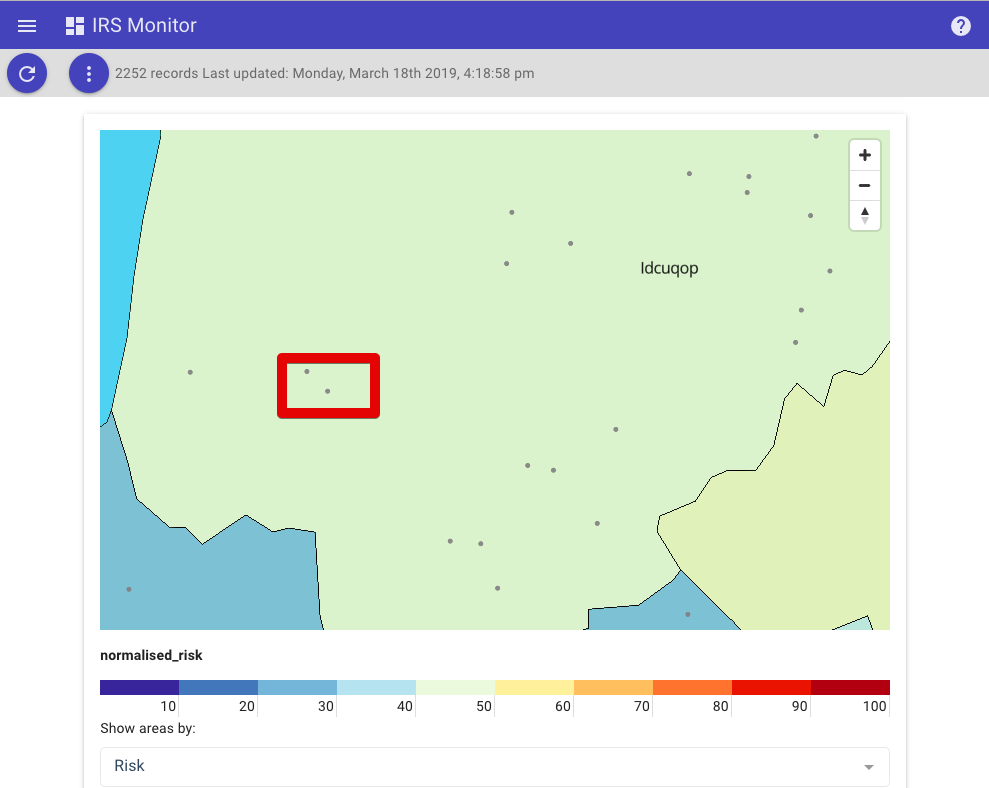 IRS Monitor
2252 records Last updated: Monday, March 18th 2019, 4:18:58 pm
Idcuqop
normalised_risk
10 20 30 40 50 60 70 80 90 100
Show areas by:
Risk